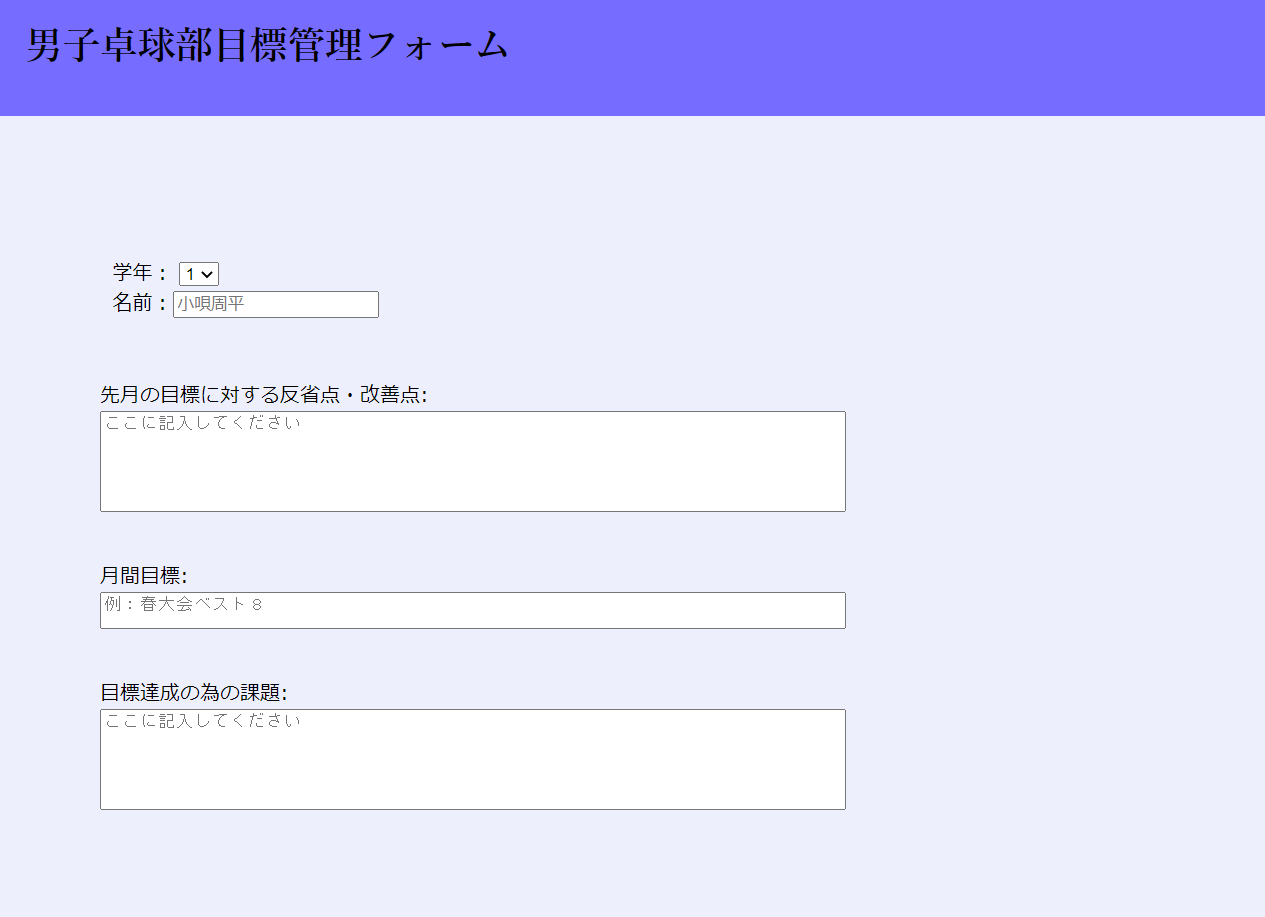 男子卓球部目標管理フォーム
学年： 1
名前：小唄周平
先月の目標に対する反省点・改善点:
ここに記入してください
月間目標:
例：春大会ベスト８
目標達成の為の課題:
ここに記入してください